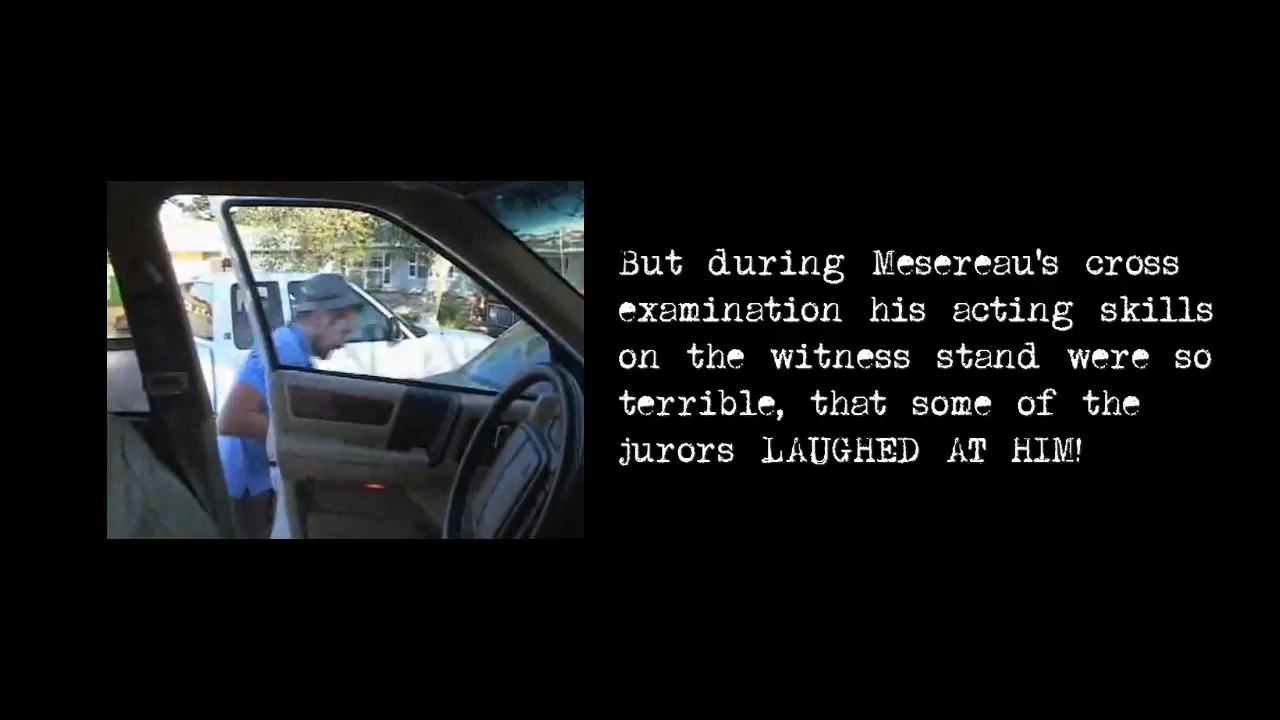 But during Mesereau's cross
examination his acting skills
on the witness stand were so
terrible, that some of the
jurors LAUGHED AT HIM!